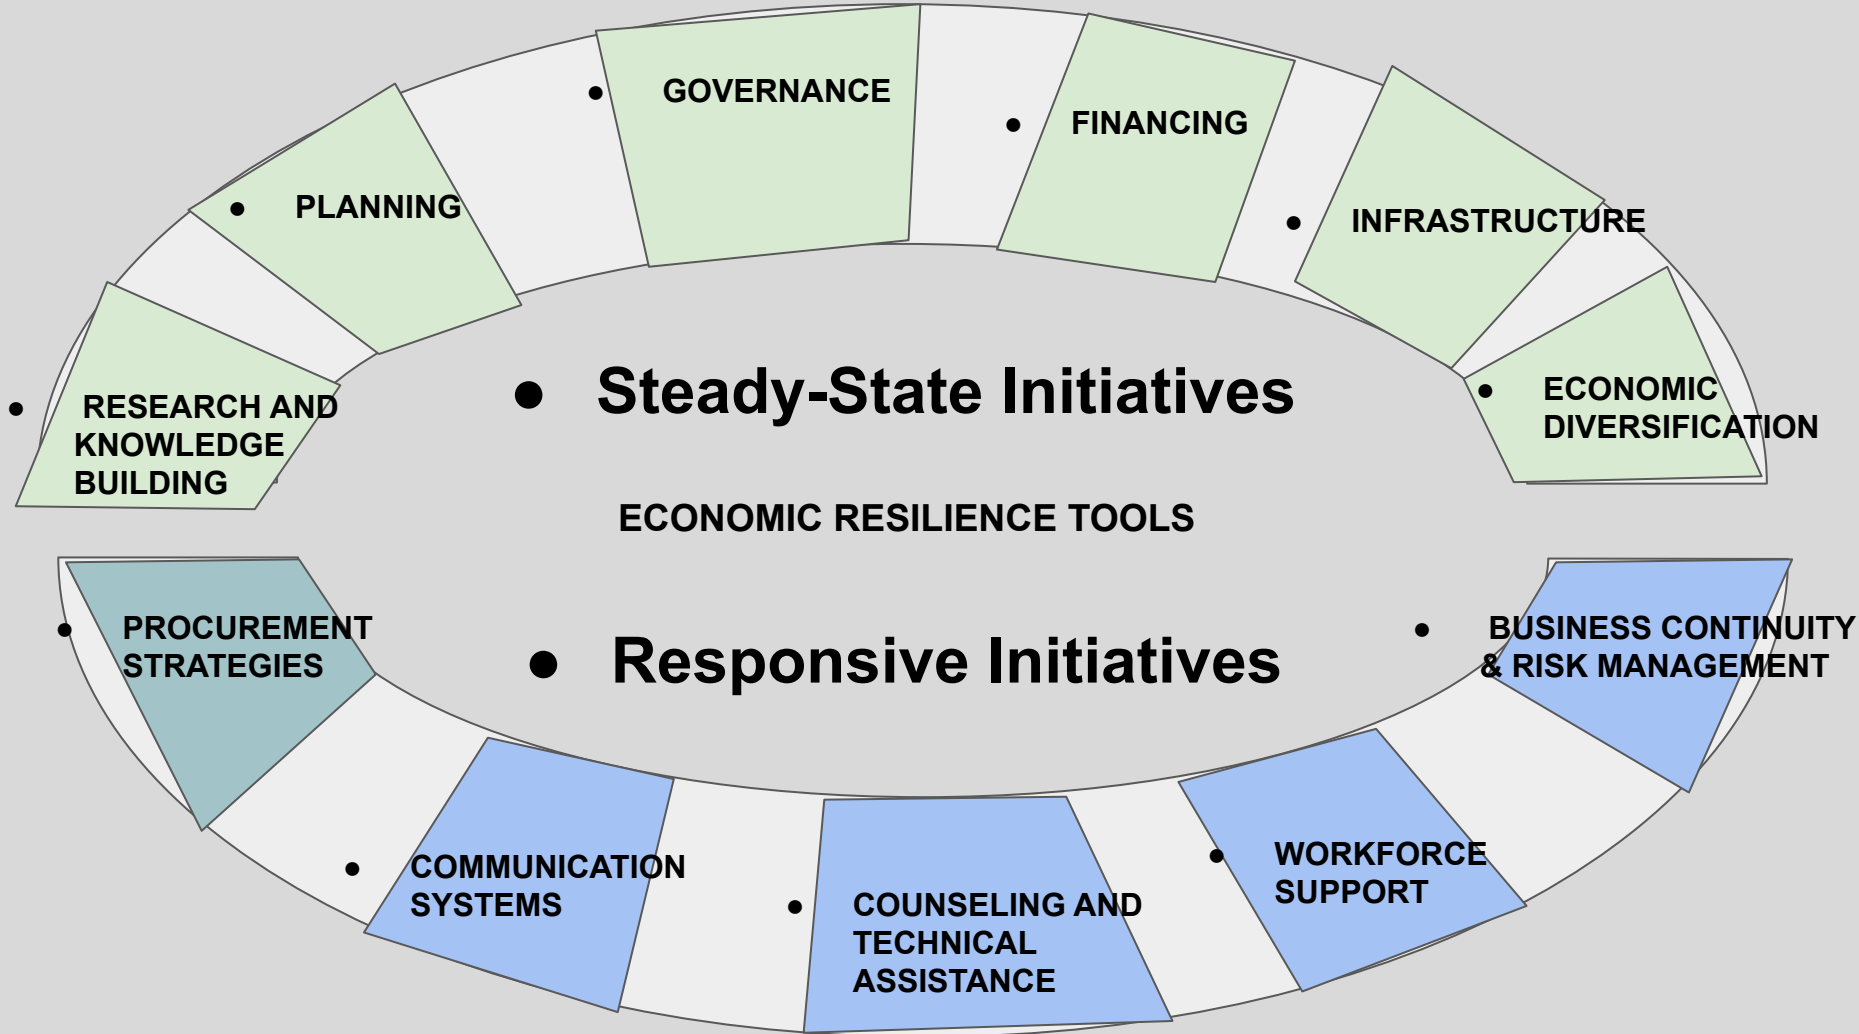 ● GOVERNANCE
● FINANCING
● PLANNING
● INFRASTRUCTURE
● RESEARCH AND
KNOWLEDGE
BUILDING
● Steady-State Initiatives
● ECONOMIC
DIVERSIFICATION
ECONOMIC RESILIENCE TOOLS
● PROCUREMENT
STRATEGIES
● Responsive Initiatives
● BUSINESS CONTINUITY
& RISK MANAGEMENT
● COMMUNICATION
SYSTEMS
● COUNSELING AND
TECHNICAL
ASSISTANCE
● WORKFORCE
SUPPORT